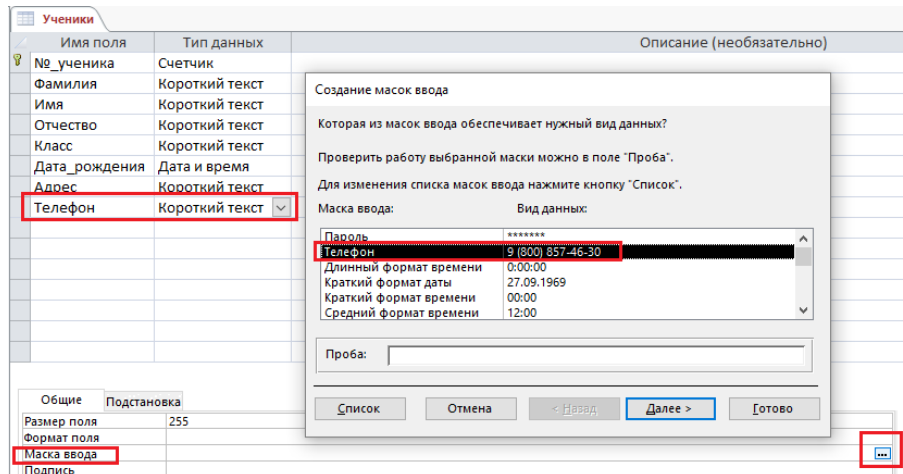 Ученики
Имя поля Тип данных Описание (необязательно)
№_ученика Счетчик
Фамилия Короткий текст
Имя Короткий текст
Отчество Короткий текст
Класс Короткий текст
Дата_рождения Дата и время
Адрес Короткий текст
Телефон Короткий текст
Создание масок ввода
Которая из масок ввода обеспечивает нужный вид данных?
Проверить работу выбранной маски можно в поле "Проба".
Для изменения списка масок ввода нажмите кнопку "Список".
Маска ввода: Вид данных:
Пароль *******
Телефон 9 (800) 857-46-30
Длинный формат времени 0:00:00
Краткий формат даты 27.09.1969
Краткий формат времени 00:00
Средний формат времени 12:00
Проба:
Список Отмена < Назад Далее > Готово
Общие Подстановка
Размер поля 255
Формат поля
Маска ввода ...
Подпись